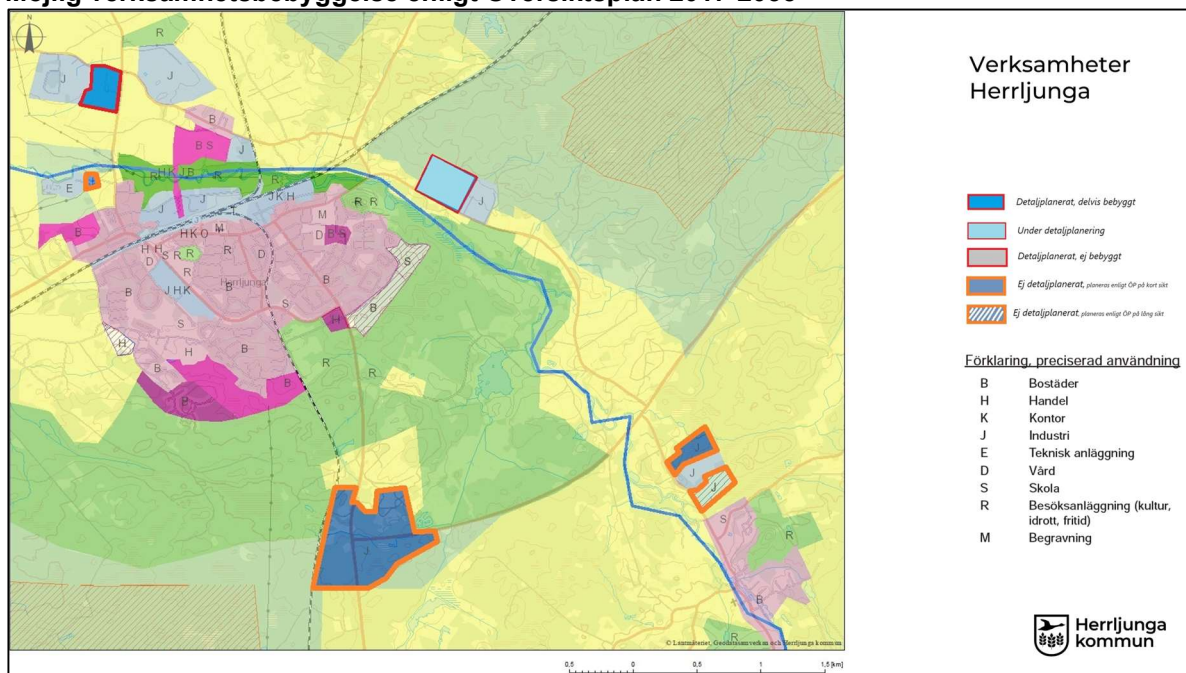 Verksamheter
Herrljunga
Detaljplanerat, delvis bebyggt
Under detaljplanering
Detaljplanerat, ej bebyggt
Ej detaljplanerat, planeras enligt ÖP på kort sikt
Ej detaljplanerat, planeras enligt ÖP på lång sikt
Förklaring, preciserad användning
B Bostäder
H Handel
K Kontor
J Industri
E Teknisk anläggning
D Vård
S Skola
R Besöksanläggning (kultur,
idrott, fritid)
M Begravning
Herrljunga
kommun
R
J
J
B
B S
J
H K J B
R
R
E
J
J
J K H
R R
J
B
H K O
M
M
D B S
H H
D
S R R
R
R
D
S
J H K
Herrljunga
B
B
B
B
S
S
H
H
H
B
B
B
R
R
J
J
J
J
S
R
B
R
© Lantmäteriet, Geodatasamverkan och Herrljunga kommun
0,5 0 0,5 1 1,5 [km]